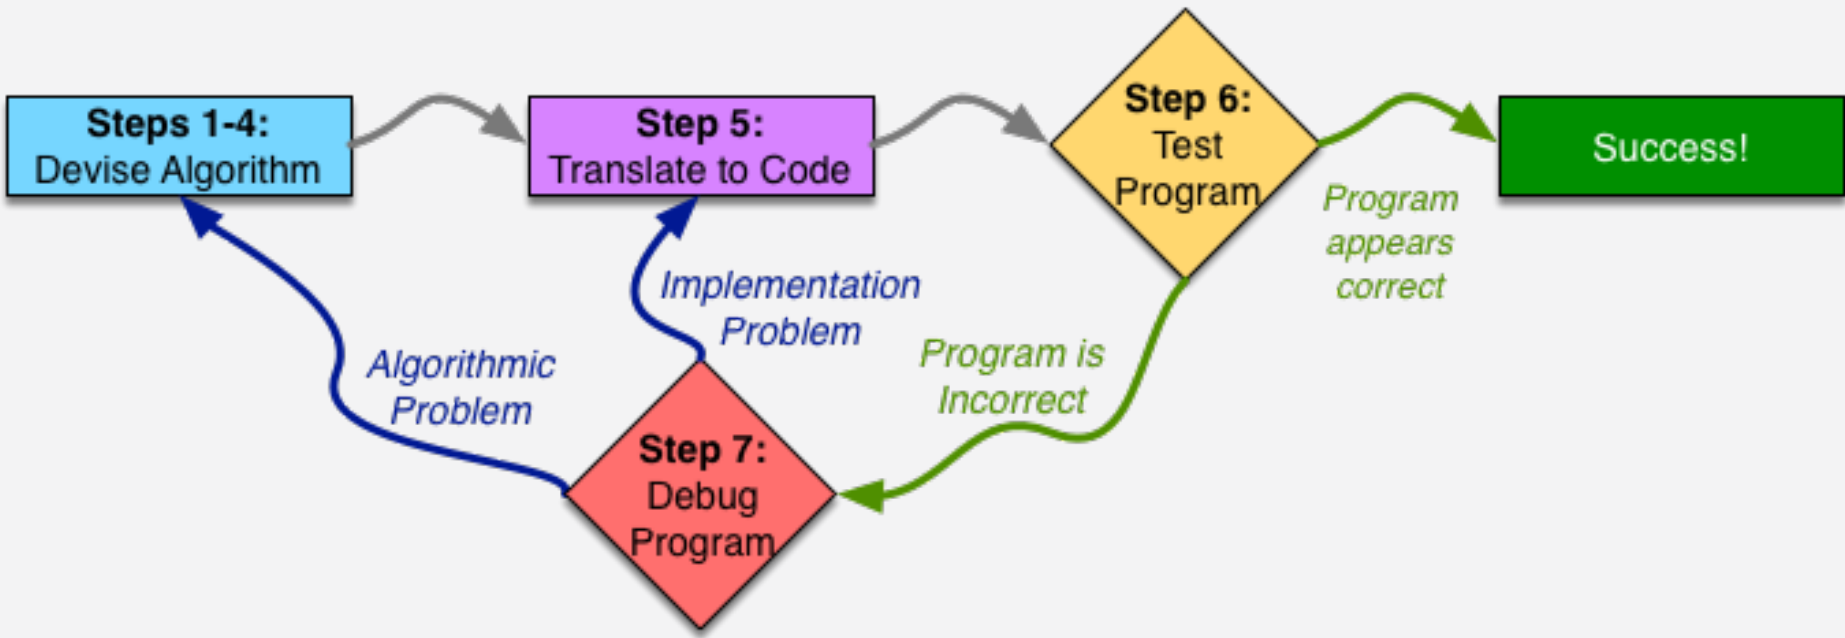 Steps 1-4:
Devise Algorithm
Step 5:
Translate to Code
Step 6:
Test
Program
Success!
Program
appears
correct
Implementation
Problem
Program is
Incorrect
Algorithmic
Problem
Step 7:
Debug
Program